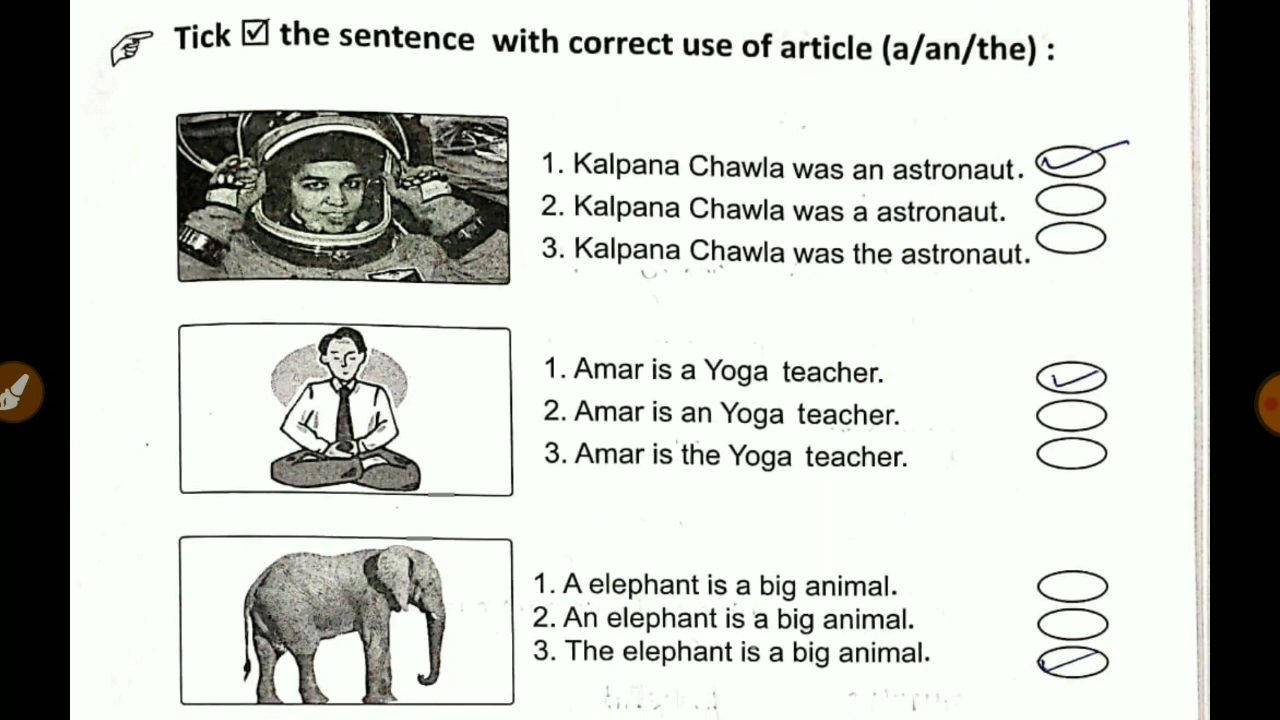 Tick ☑ the sentence with correct use of article (a/an/the) :
1. Kalpana Chawla was an astronaut.
2. Kalpana Chawla was a astronaut.
3. Kalpana Chawla was the astronaut.
1. Amar is a Yoga teacher.
2. Amar is an Yoga teacher.
3. Amar is the Yoga teacher.
1. A elephant is a big animal.
2. An elephant is a big animal.
3. The elephant is a big animal.